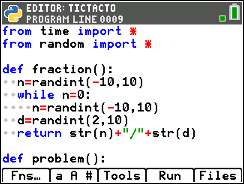 EDITOR: TICTACTO
PROGRAM LINE 0009
from time import *
from random import *
def fraction():
n=randint(-10,10)
while n=0:
n=randint(-10,10)
d=randint(2,10)
return str(n)+"/"+str(d)
def problem():
Fns… a A # Tools Run Files